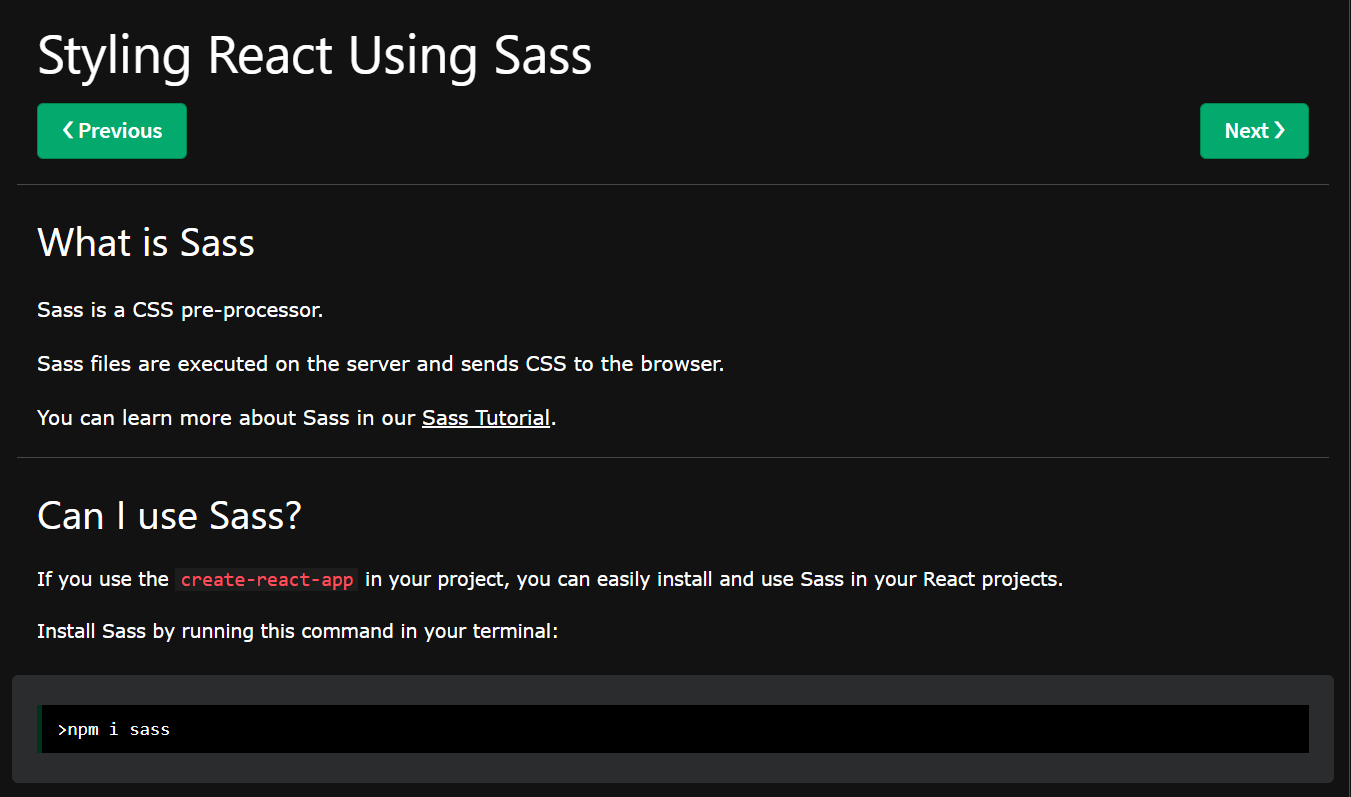 Styling React Using Sass
❮ Previous
Next ❯
What is Sass
Sass is a CSS pre-processor.
Sass files are executed on the server and sends CSS to the browser.
You can learn more about Sass in our Sass Tutorial.
Can I use Sass?
If you use the create-react-app in your project, you can easily install and use Sass in your React projects.
Install Sass by running this command in your terminal:
>npm i sass